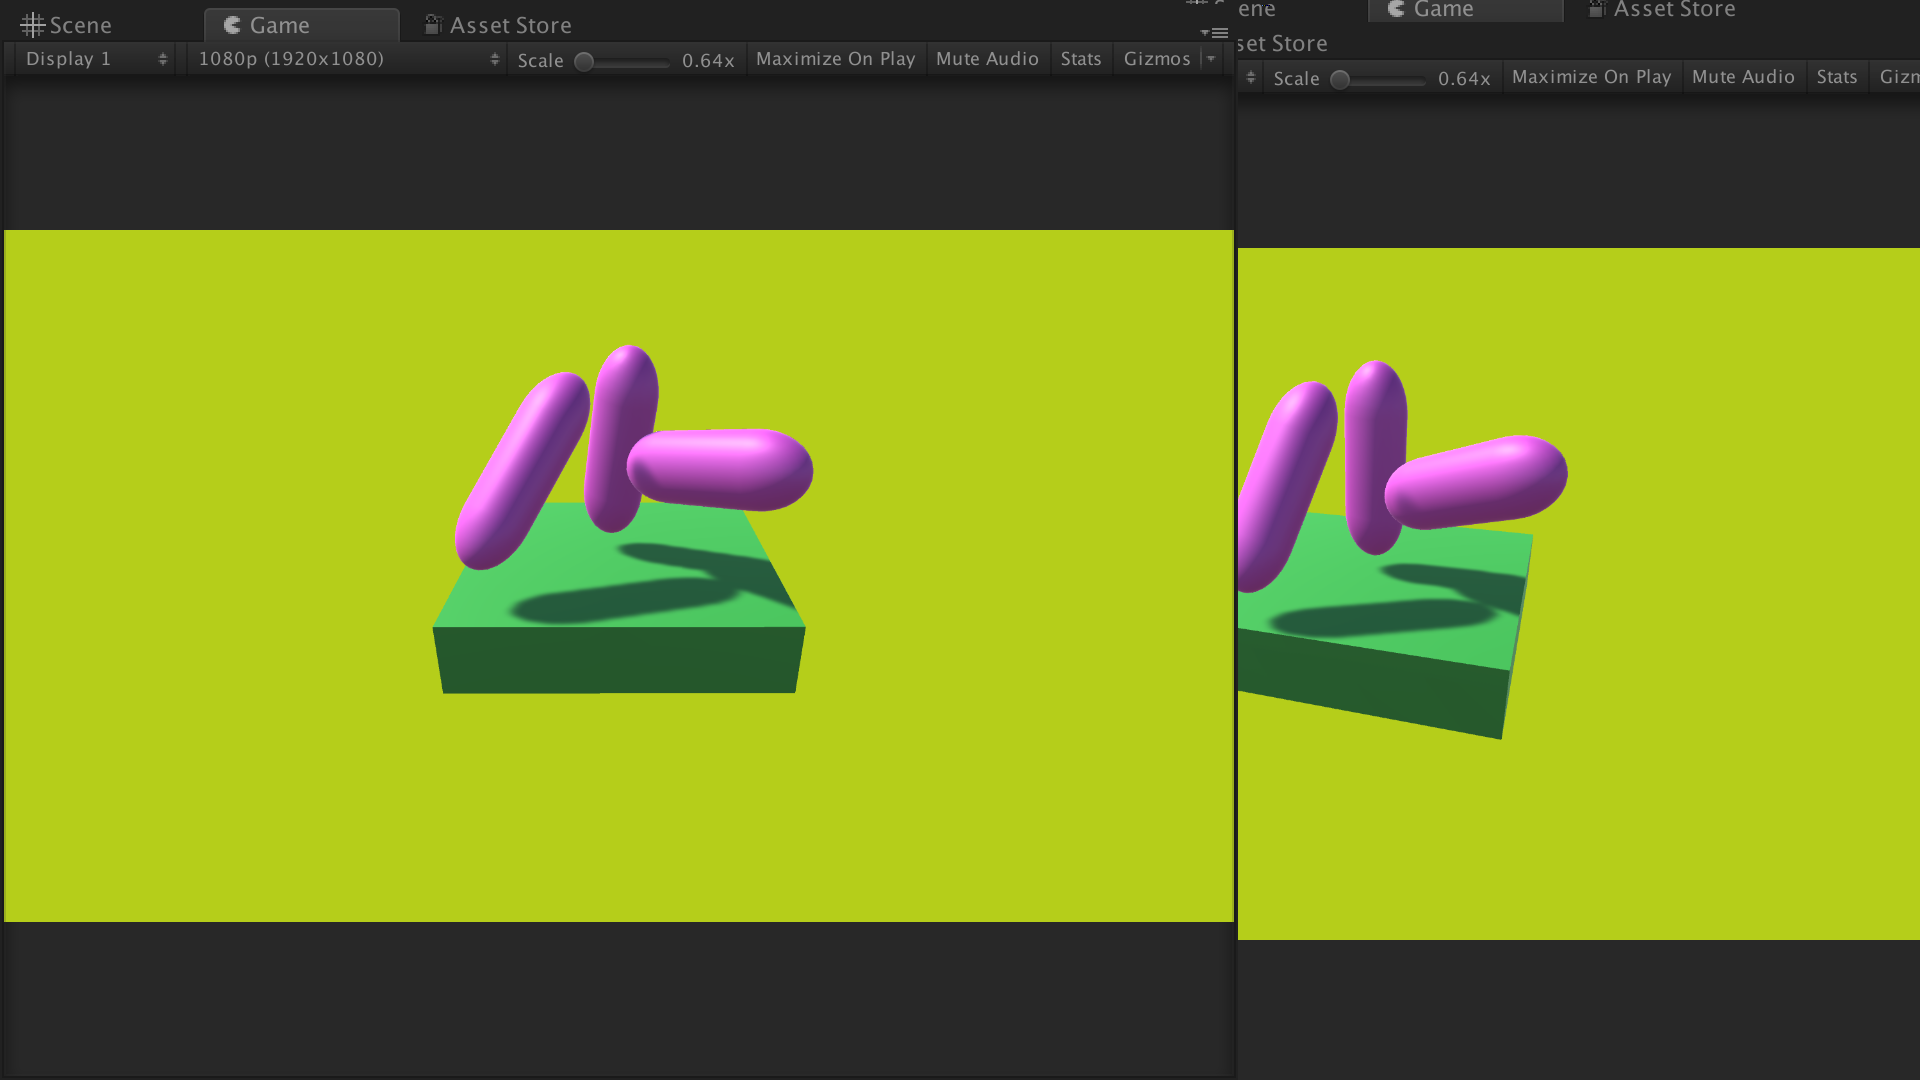 Scene Game Asset Store
Display 1 1080p (1920x1080) Scale 0.64x Maximize On Play Mute Audio Stats Gizmos
ene Game Asset Store
set Store
Scale 0.64x Maximize On Play Mute Audio Stats Gizm